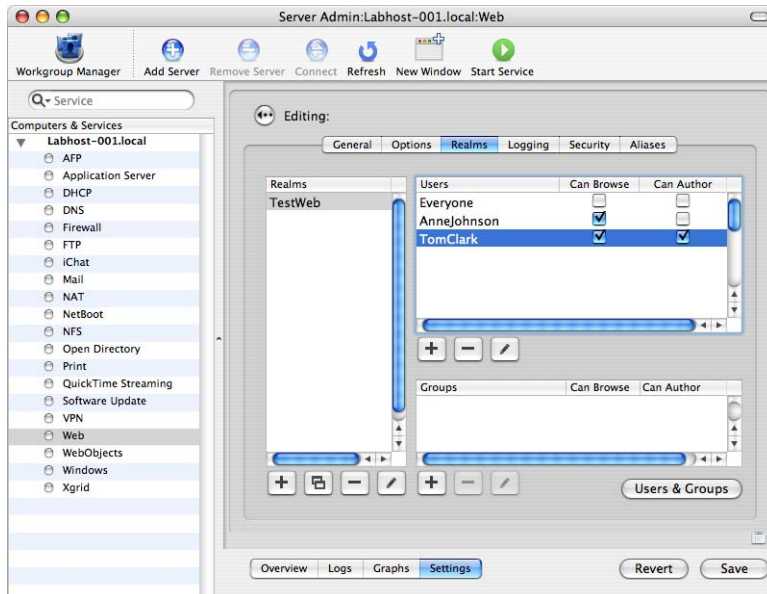 Server Admin:Labhost-001.local:Web
Workgroup Manager Add Server Remove Server Connect Refresh New Window Start Service
Service
Computers & Services
Labhost-001.local
AFP
Application Server
DHCP
DNS
Firewall
FTP
iChat
Mail
NAT
NetBoot
NFS
Open Directory
Print
QuickTime Streaming
Software Update
VPN
Web
WebObjects
Windows
Xgrid
Editing:
General Options Realms Logging Security Aliases
Realms
TestWeb
Users Can Browse Can Author
Everyone
AnneJohnson
TomClark
Groups Can Browse Can Author
Users & Groups
Overview Logs Graphs Settings
Revert Save